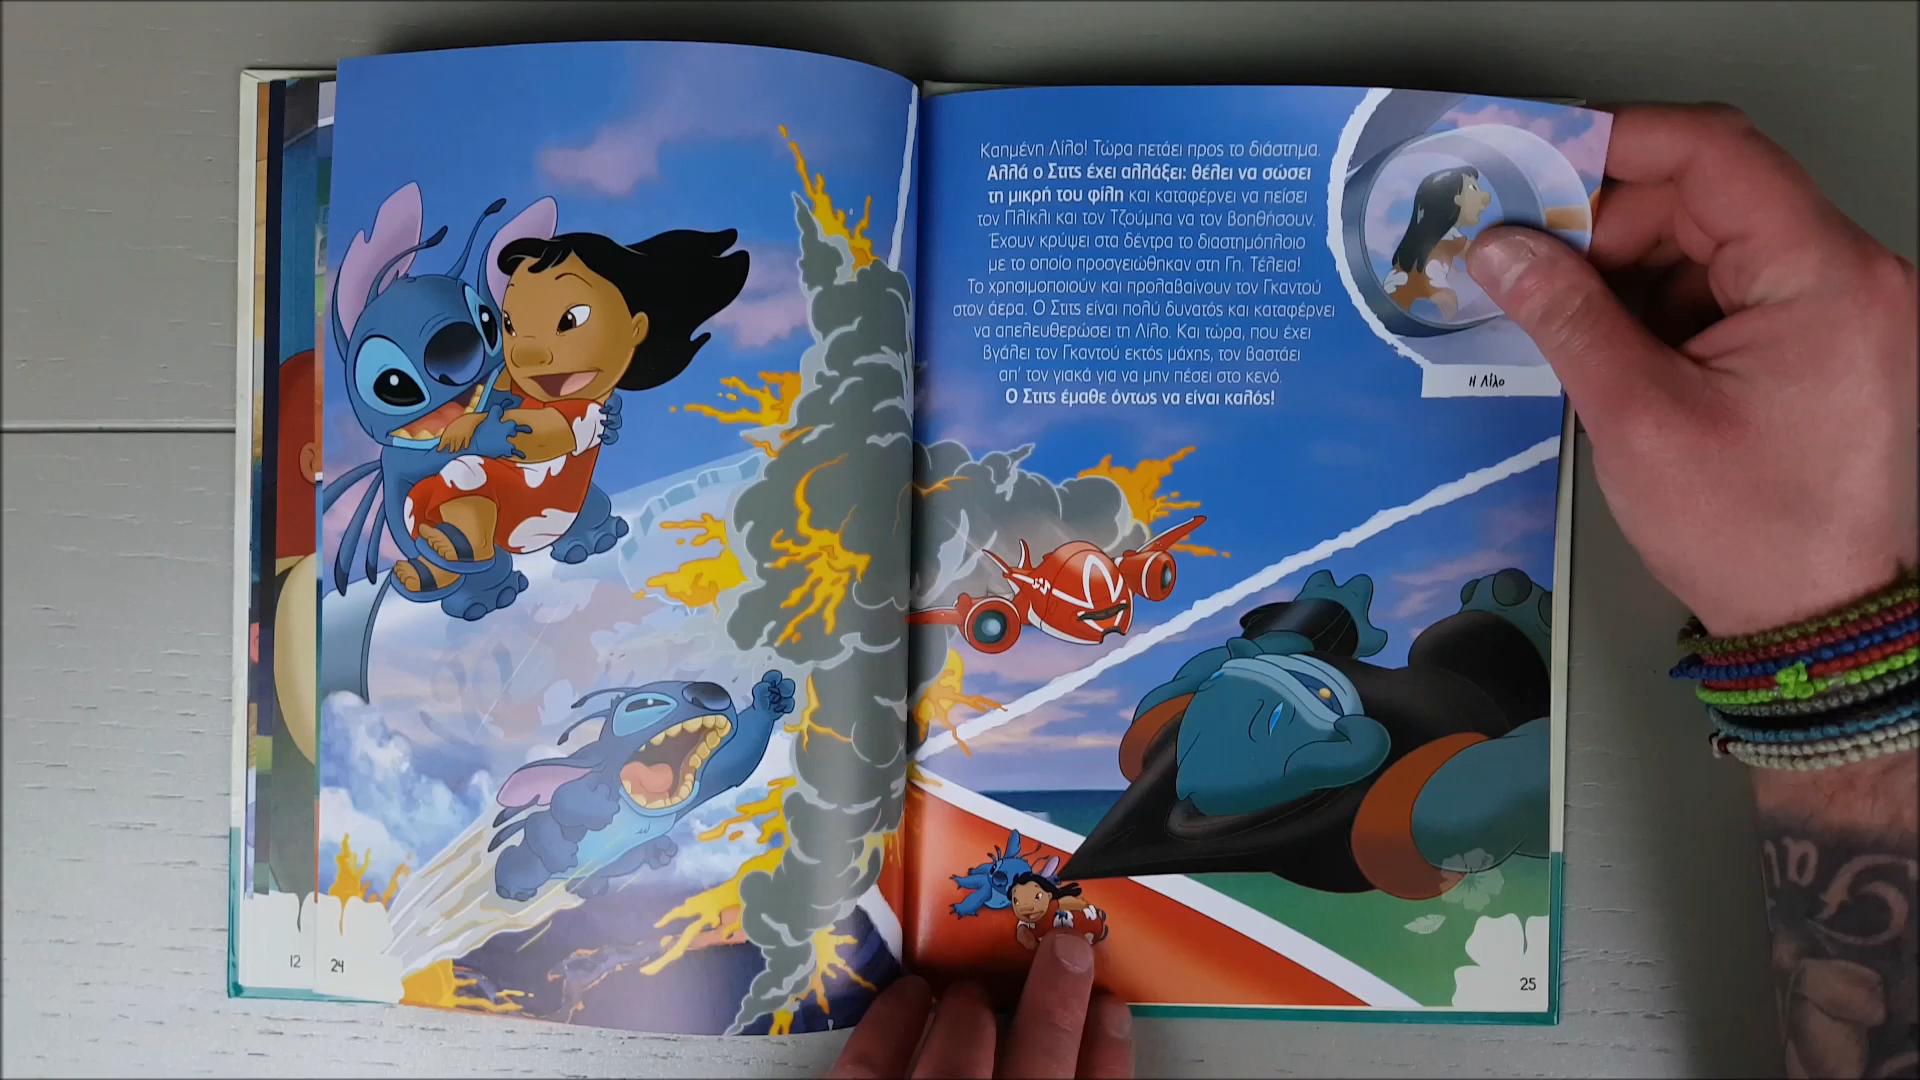 Καημένη Λίλο! Τώρα πετάει προς το διάστημα.
Αλλά ο Στιτς έχει αλλάξει: θέλει να σώσει
τη μικρή του φίλη και καταφέρνει να πείσει
τον Πλίκλι και τον Τζούμπα να τον βοηθήσουν.
Έχουν κρύψει στα δέντρα το διαστημόπλοιο
με το οποίο προσγειώθηκαν στη Γη. Τέλεια!
Το χρησιμοποιούν και προλαβαίνουν τον Γκαντού
στον άερα. Ο Στιτς είναι πολύ δυνατός και καταφέρνει
να απελευθερώσει τη Λίλο. Και τώρα, που έχει
βγάλει τον Γκαντού εκτός μάχης, τον βαστάει
απ' τον γιακά για να μην πέσει στο κενό.
Ο Στιτς έμαθε όντως να είναι καλός!
Η Λίλο
12
24
25